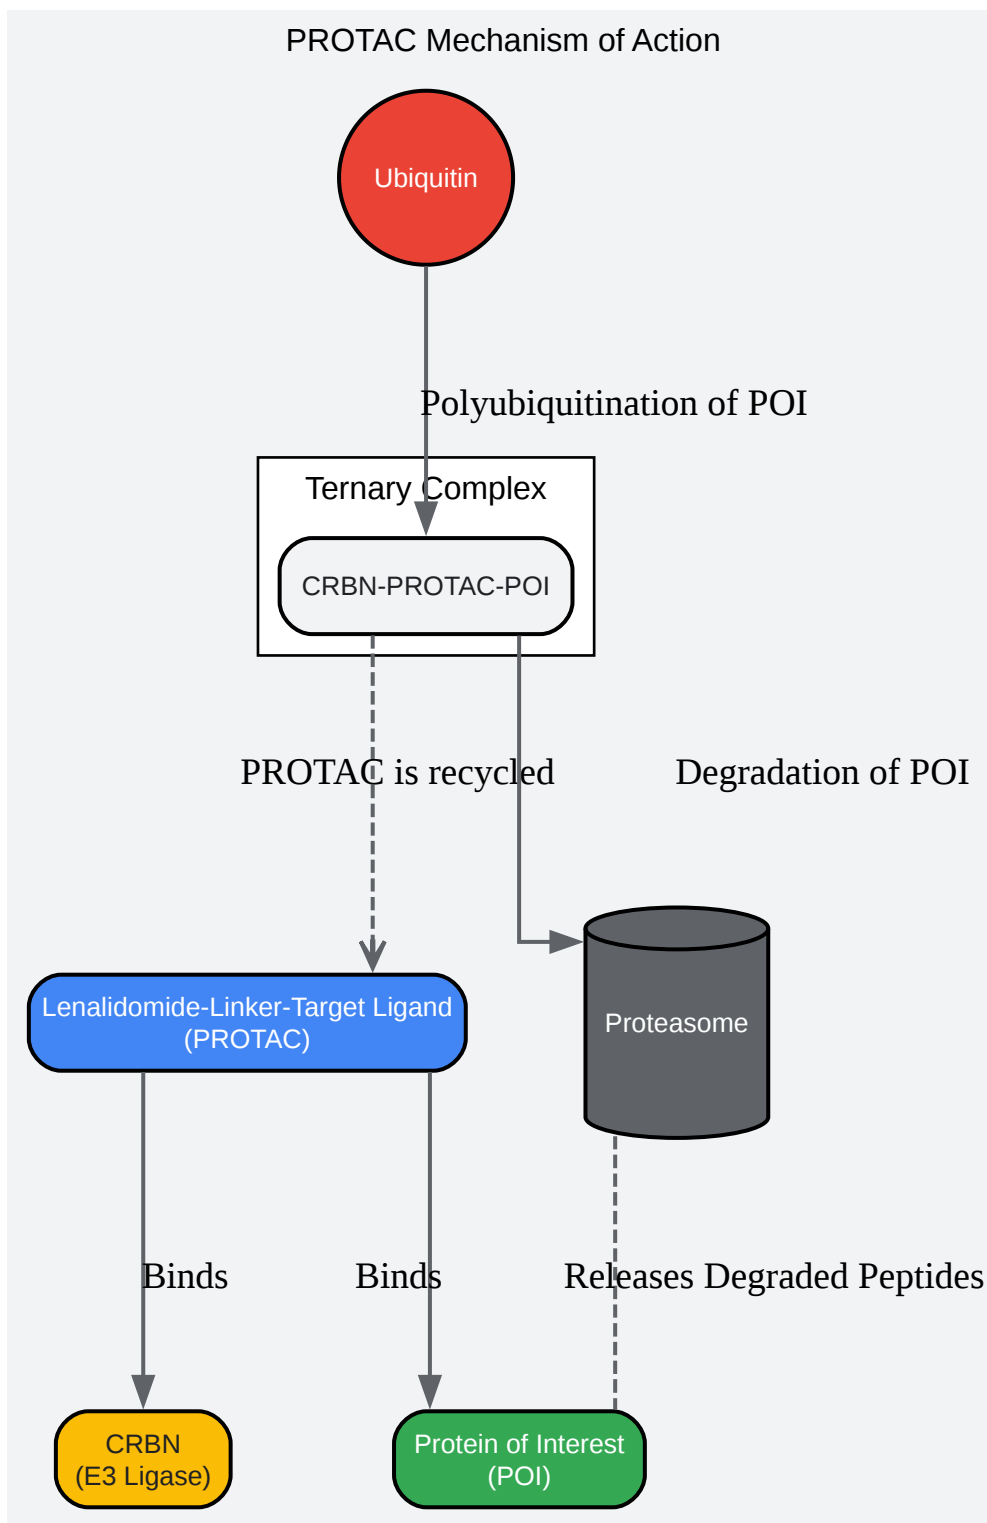 PROTAC Mechanism of Action
Ubiquitin
Polyubiquitination of POI
Ternary Complex
CRBN-PROTAC-POI
PROTAC is recycled
Degradation of POI
Lenalidomide-Linker-Target Ligand
(PROTAC)
Proteasome
Binds
Binds
Releases Degraded Peptides
CRBN
(E3 Ligase)
Protein of Interest
(POI)